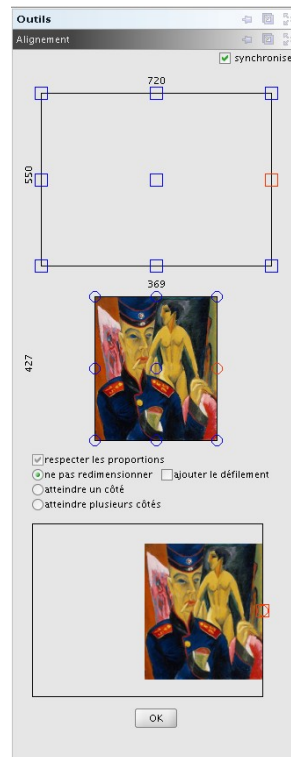 Outils
Alignement
synchronise
720
550
369
427
respecter les proportions
ne pas redimensionner ajouter le défilement
atteindre un côté
atteindre plusieurs côtés
OK